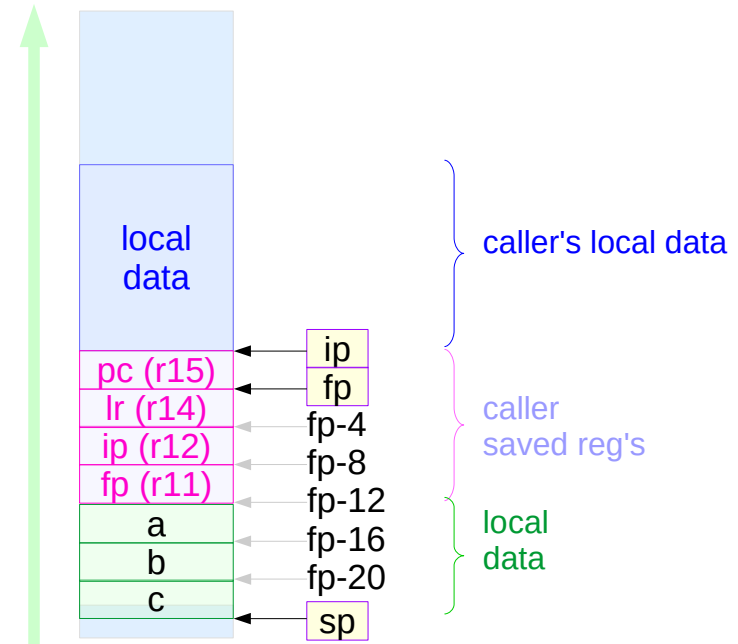 local
data
caller's local data
ip
pc (r15)
fp
lr (r14)
fp-4
caller
saved reg's
ip (r12)
fp-8
fp (r11)
fp-12
a
fp-16
local
data
b
fp-20
c
sp